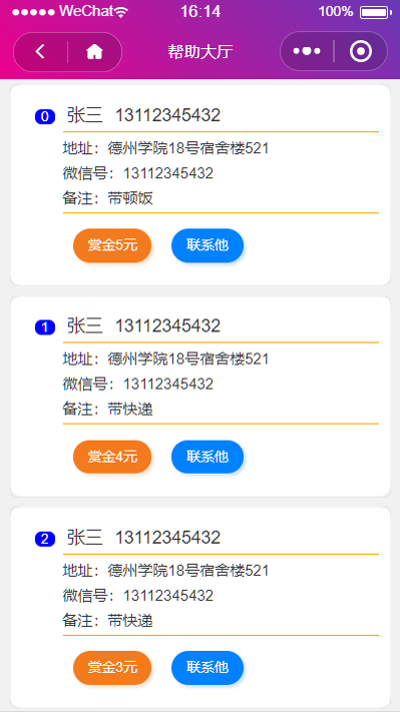 WeChat 16:14 100%
帮助大厅
0 张三 13112345432
地址：德州学院18号宿舍楼521
微信号：13112345432
备注：带顿饭
赏金5元 联系他
1 张三 13112345432
地址：德州学院18号宿舍楼521
微信号：13112345432
备注：带快递
赏金4元 联系他
2 张三 13112345432
地址：德州学院18号宿舍楼521
微信号：13112345432
备注：带快递
赏金3元 联系他